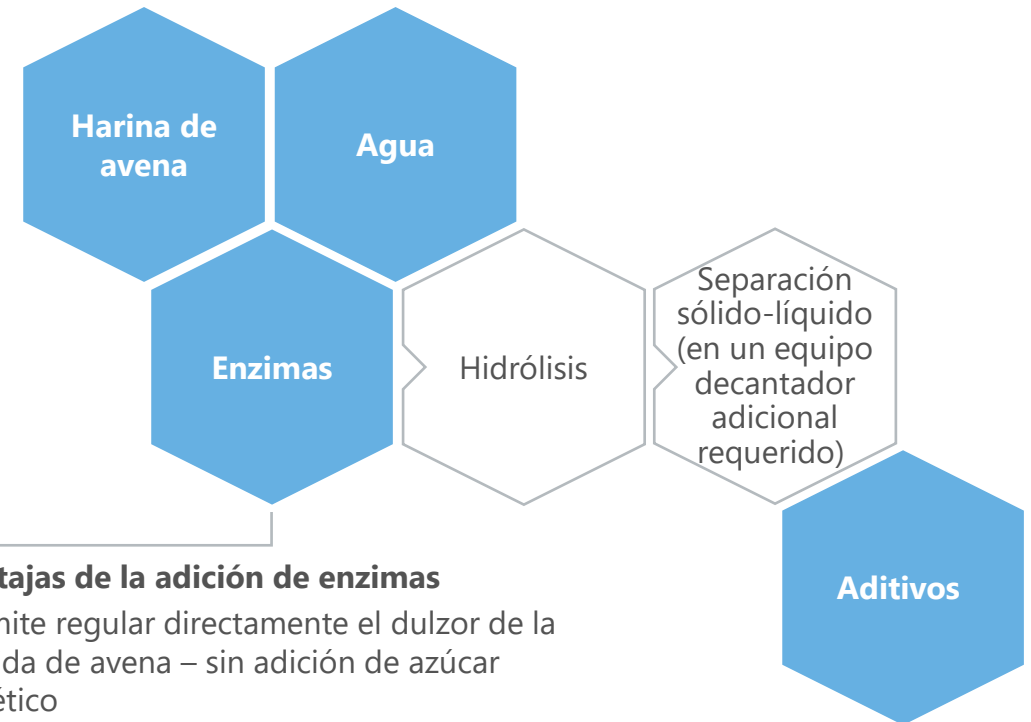 Harina de
avena
Agua
Enzimas
Hidrólisis
Separación
sólido-líquido
(en un equipo
decantador
adicional
requerido)
Aditivos
tajas de la adición de enzimas
mite regular directamente el dulzor de la
da de avena – sin adición de azúcar
ético